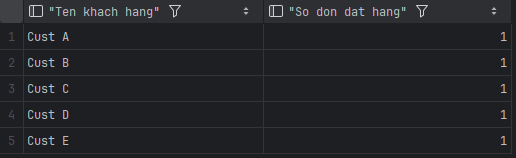 "Ten khach hang" "So don dat hang"
1 Cust A 1
2 Cust B 1
3 Cust C 1
4 Cust D 1
5 Cust E 1